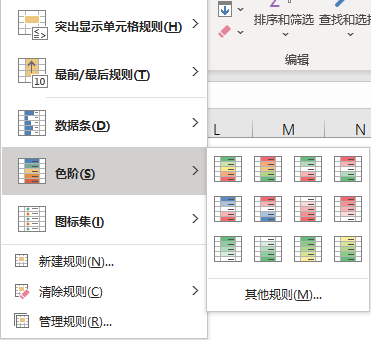 突出显示单元格规则(H)
最前/最后规则(T)
10
数据条(D)
色阶(S)
图标集(I)
新建规则(N)...
清除规则(C)
管理规则(R)...
排序和筛选
查找和选择
编辑
L M N
其他规则(M)...